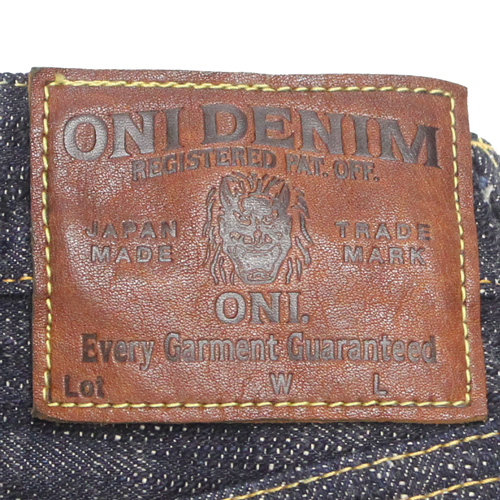 ONI DENIM
REGISTERED PAT. OFF.
JAPAN MADE
TRADE MARK
ONI.
Every Garment Guaranteed
Lot W L